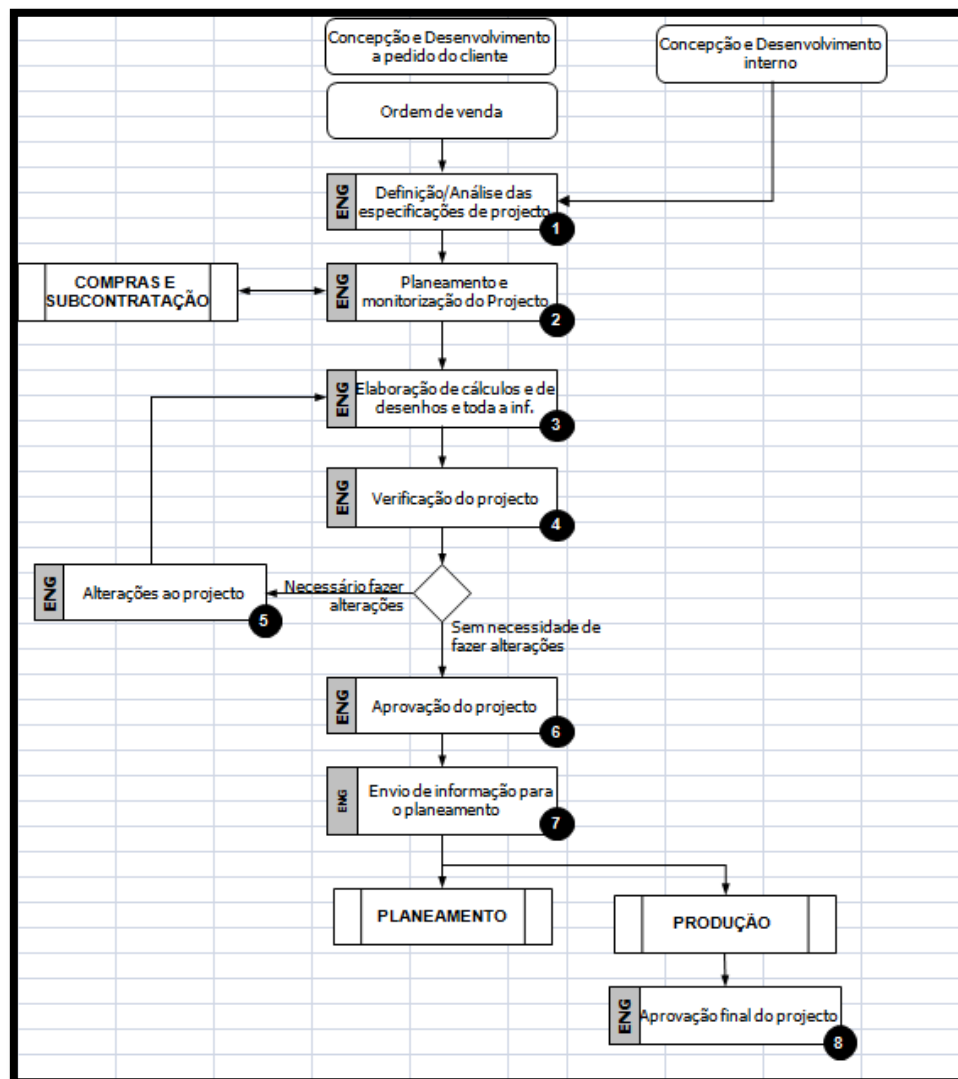 Concepção e Desenvolvimento
a pedido do cliente
Concepção e Desenvolvimento
interno
Ordem de venda
ENG
Definição/Análise das
especificações de projecto
1
COMPRAS E
SUBCONTRATAÇÃO
ENG
Planeamento e
monitorização do Projecto
2
ENG
Elaboração de cálculos e de
desenhos e toda a inf.
3
ENG
Verificação do projecto
4
ENG
Alterações ao projecto
5
Necessário fazer
alterações
Sem necessidade de
fazer alterações
ENG
Aprovação do projecto
6
ENG
Envio de informação para
o planeamento
7
PLANEAMENTO
PRODUÇÃO
ENG
Aprovação final do projecto
8